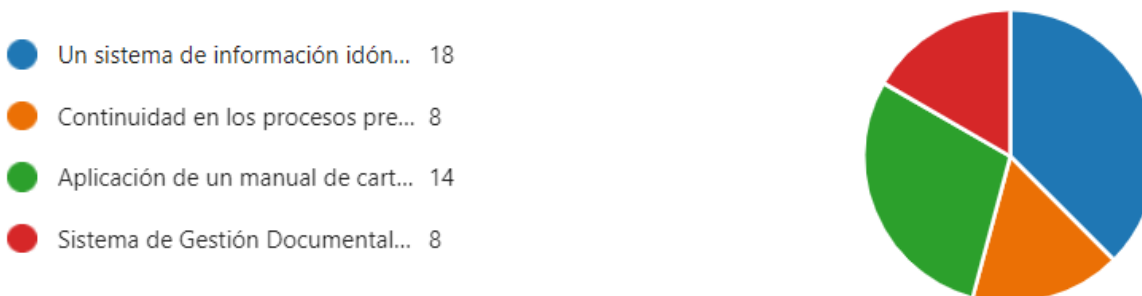 Un sistema de información idón... 18
Continuidad en los procesos pre... 8
Aplicación de un manual de cart... 14
Sistema de Gestión Documental... 8